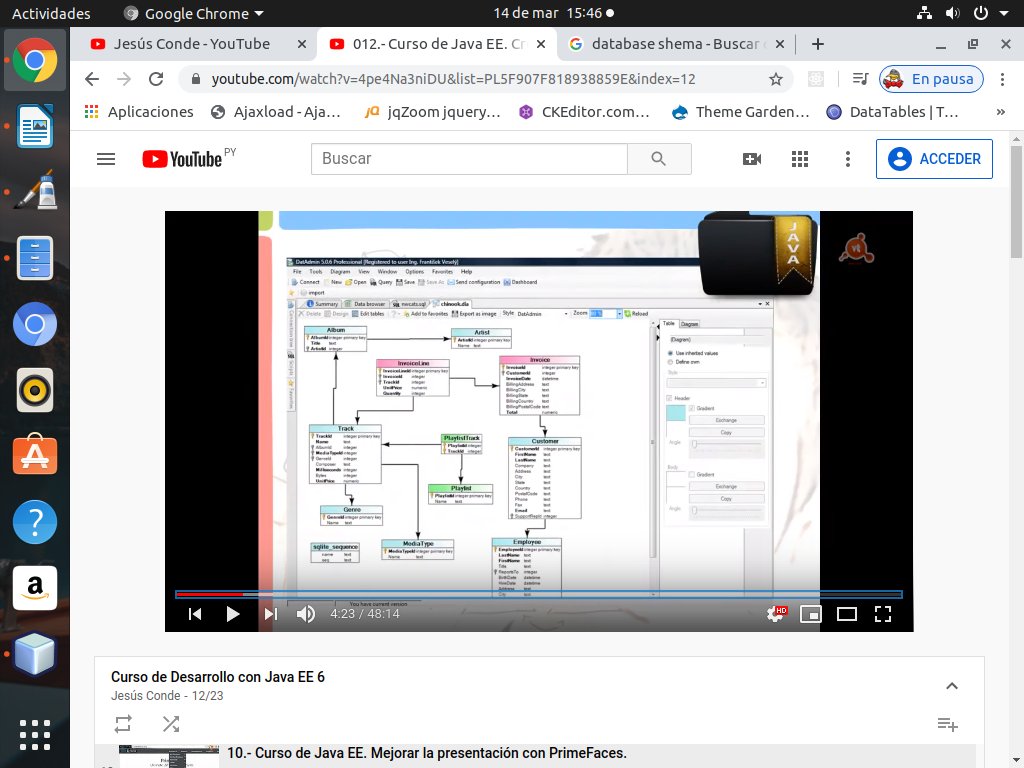 Actividades
Google Chrome
14 de mar 15:46
Jesús Conde - YouTube
012.- Curso de Java EE. Cr
database shema - Buscar c
youtube.com/watch?v=4pe4Na3niDU&list=PL5F907F818938859E&index=12
En pausa
Aplicaciones
Ajaxload - Aja…
jqZoom jquery…
CKEditor.com…
Theme Garden…
DataTables | T…
»
YouTube PY
Buscar
ACCEDER
JAVA
vt
DatAdmin 5.0.6 Professional [Registered to user Ing. František Vesely]
File Tools Diagram View Window Options Favorites Help
Connect New Open Query Save Save As Send configuration Dashboard
import
Summary Data browser nwcats.sql chinook.dia
Delete Design Edit tables Add to favorites Export as image Style DatAdmin Zoom Reload
Connection tree
Scripts
Favorites
Album
AlbumId integer primary key
Title text
ArtistId integer
Artist
ArtistId integer primary key
Name text
InvoiceLine
InvoiceLineId integer primary key
InvoiceId integer
TrackId integer
UnitPrice numeric
Quantity integer
Invoice
InvoiceId integer primary key
CustomerId integer
InvoiceDate datetime
BillingAddress text
BillingCity text
BillingState text
BillingCountry text
BillingPostalCode text
Total numeric
Track
TrackId integer primary key
Name text
AlbumId integer
MediaTypeId integer
GenreId integer
Composer text
Milliseconds integer
Bytes integer
UnitPrice numeric
PlaylistTrack
PlaylistId integer
TrackId integer
Playlist
PlaylistId integer primary key
Name text
Customer
CustomerId integer primary key
FirstName text
LastName text
Company text
Address text
City text
State text
Country text
PostalCode text
Phone text
Fax text
Email text
SupportRepId integer
Genre
GenreId integer primary key
Name text
sqlite_sequence
name text
seq text
MediaType
MediaTypeId integer primary key
Name text
Employee
EmployeeId integer primary key
LastName text
FirstName text
Title text
ReportsTo integer
BirthDate datetime
HireDate datetime
Address text
City text
Table Diagram
(Diagram)
Use inherited values
Define own
Style
Header
Gradient
Exchange
Copy
Angle
Body
Gradient
Exchange
Copy
Angle
You have current version
4:23 / 48:14
HD
Curso de Desarrollo con Java EE 6
Jesús Conde - 12/23
10.- Curso de Java EE. Mejorar la presentación con PrimeFaces.